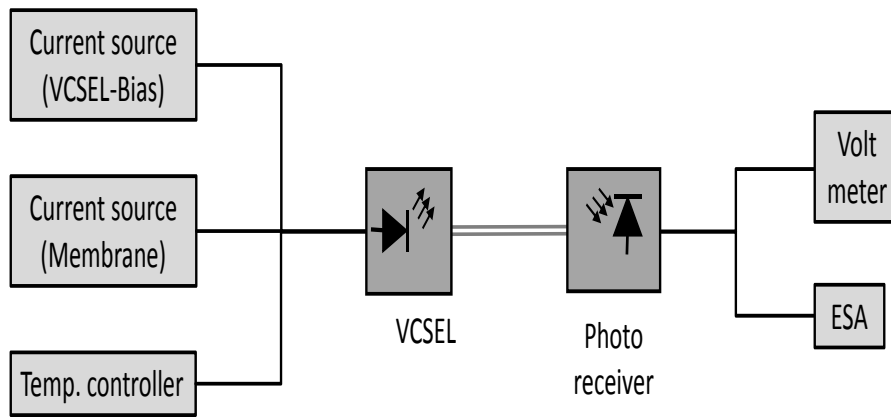 Current source
(VCSEL-Bias)
Current source
(Membrane)
Temp. controller
VCSEL
Photo
receiver
Volt
meter
ESA